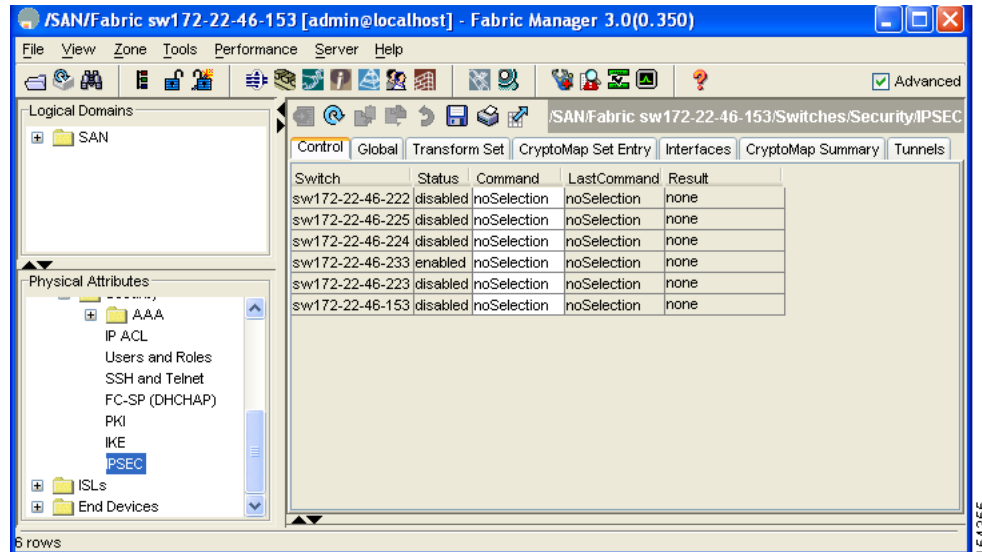 /SAN/Fabric sw172-22-46-153 [admin@localhost] - Fabric Manager 3.0(0.350)
File View Zone Tools Performance Server Help
Advanced
Logical Domains
SAN
/SAN/Fabric sw172-22-46-153/Switches/Security/IPSEC
Control Global Transform Set CryptoMap Set Entry Interfaces CryptoMap Summary Tunnels
Switch Status Command LastCommand Result
sw172-22-46-222 disabled noSelection noSelection none
sw172-22-46-225 disabled noSelection noSelection none
sw172-22-46-224 disabled noSelection noSelection none
sw172-22-46-233 enabled noSelection noSelection none
sw172-22-46-223 disabled noSelection noSelection none
sw172-22-46-153 disabled noSelection noSelection none
Physical Attributes
AAA
IP ACL
Users and Roles
SSH and Telnet
FC-SP (DHCHAP)
PKI
IKE
IPSEC
ISLs
End Devices
6 rows